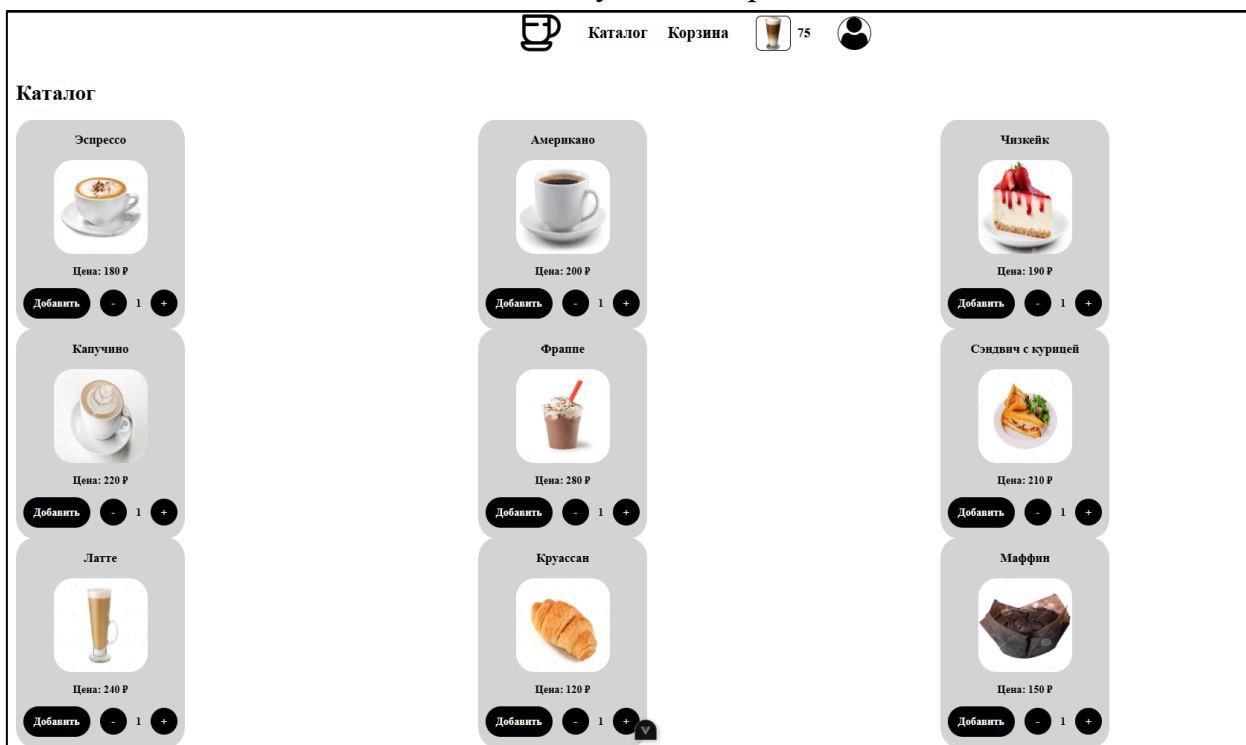 Каталог Корзина 75
Каталог
Эспрессо Американо Чизкейк
Цена: 180 ₽ Цена: 200 ₽ Цена: 190 ₽
Добавить - 1 + Добавить - 1 + Добавить - 1 +
Капучино Фраппе Сэндвич с курицей
Цена: 220 ₽ Цена: 280 ₽ Цена: 210 ₽
Добавить - 1 + Добавить - 1 + Добавить - 1 +
Латте Круассан Маффин
Цена: 240 ₽ Цена: 120 ₽ Цена: 150 ₽
Добавить - 1 + Добавить - 1 + Добавить - 1 +